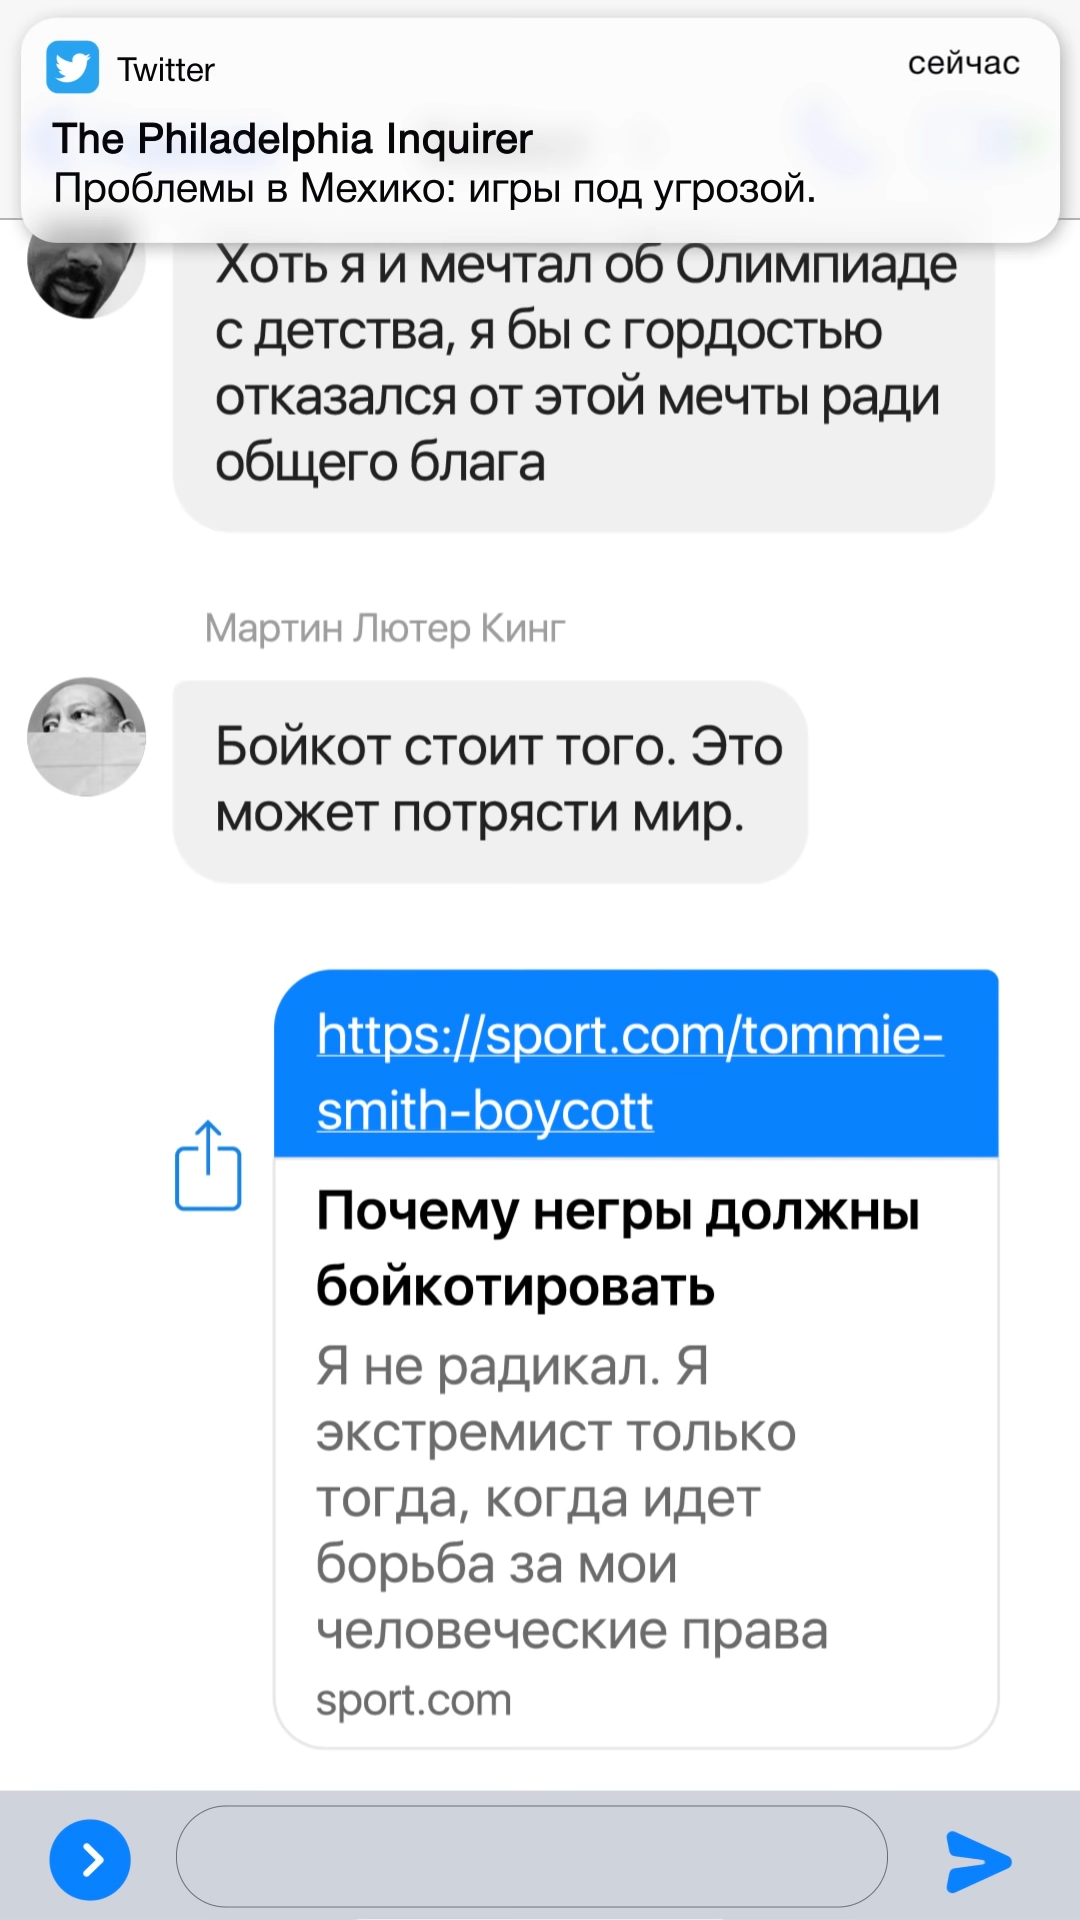 Twitter
сейчас
The Philadelphia Inquirer
Проблемы в Мехико: игры под угрозой.
Хоть я и мечтал об Олимпиаде
с детства, я бы с гордостью
отказался от этой мечты ради
общего блага
Мартин Лютер Кинг
Бойкот стоит того. Это
может потрясти мир.
https://sport.com/tommie-
smith-boycott
Почему негры должны
бойкотировать
Я не радикал. Я
экстремист только
тогда, когда идет
борьба за мои
человеческие права
sport.com